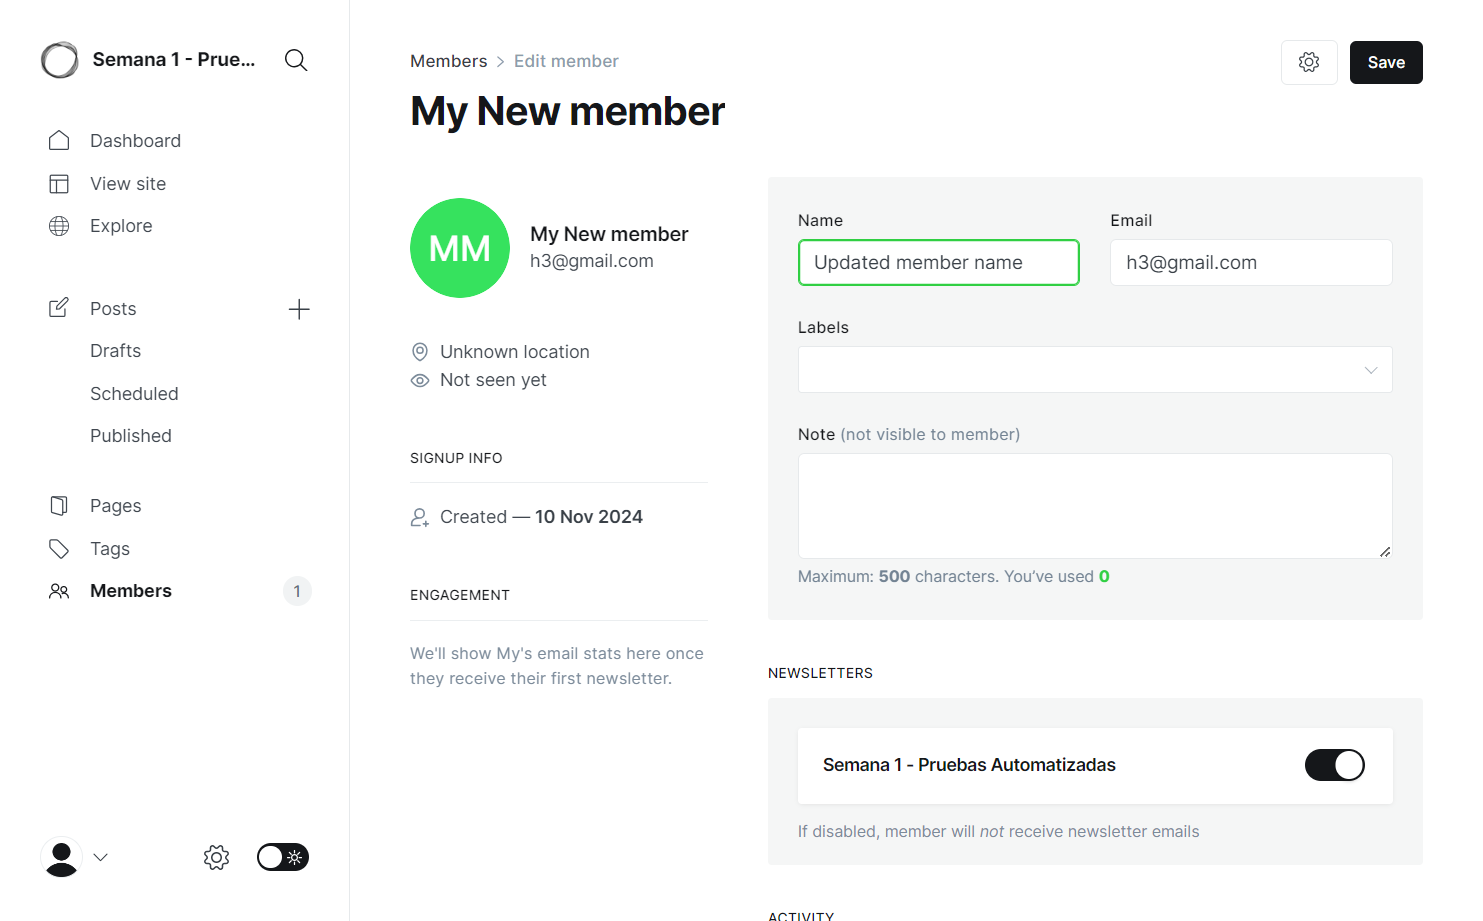 Semana 1 - Prue...
Dashboard
View site
Explore
Posts
Drafts
Scheduled
Published
Pages
Tags
Members
1
Members > Edit member
Save
My New member
MM
My New member
h3@gmail.com
Unknown location
Not seen yet
SIGNUP INFO
Created — 10 Nov 2024
ENGAGEMENT
We'll show My's email stats here once
they receive their first newsletter.
Name
Updated member name
Email
h3@gmail.com
Labels
Note (not visible to member)
Maximum: 500 characters. You've used 0
NEWSLETTERS
Semana 1 - Pruebas Automatizadas
If disabled, member will not receive newsletter emails
ACTIVITY